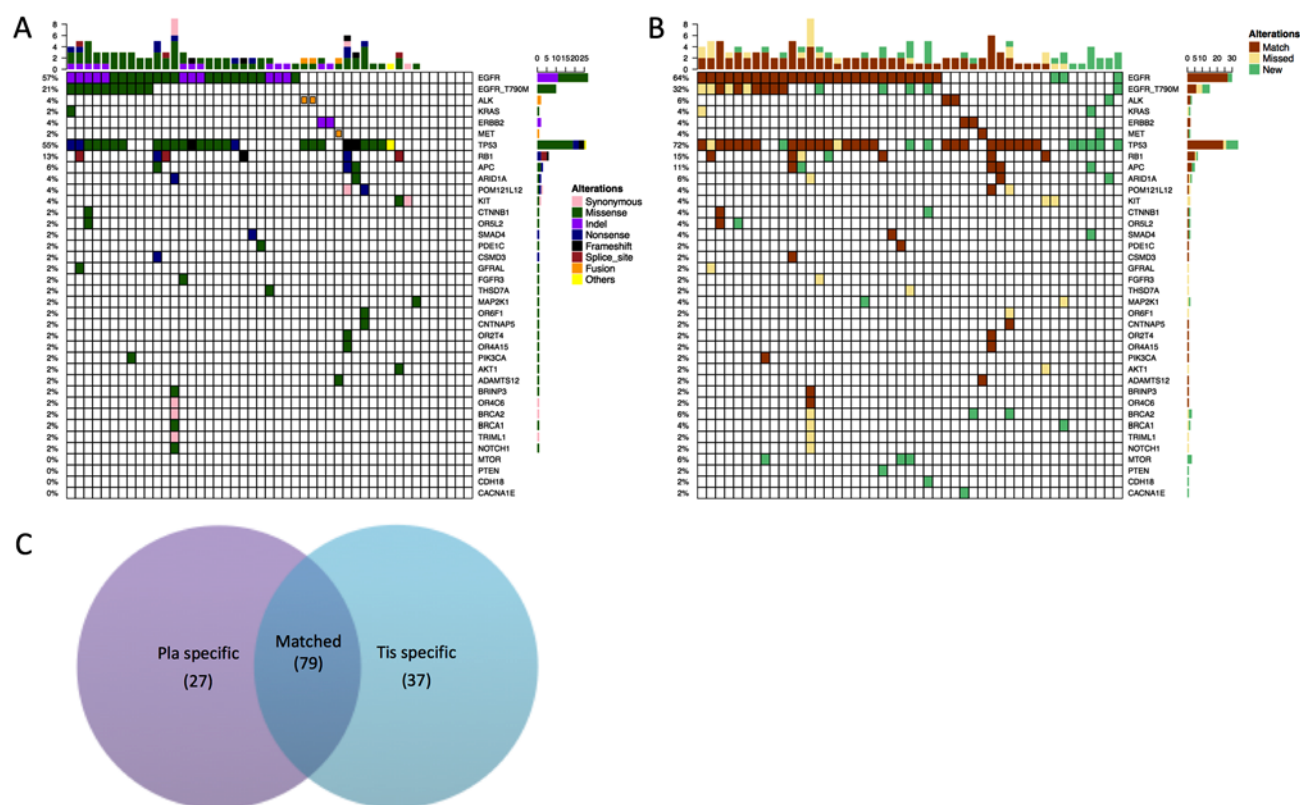 A
8
6
4
2
0
0 5 10 15 20 25
57% EGFR
21% EGFR_T790M
4% ALK
2% KRAS
4% ERBB2
2% MET
55% TP53
13% RB1
6% APC
4% ARID1A
4% POM121L12
4% KIT
2% CTNNB1
2% OR5L2
2% SMAD4
2% PDE1C
2% CSMD3
2% GFRAL
2% FGFR3
2% THSD7A
2% MAP2K1
2% OR6F1
2% CNTNAP5
2% OR2T4
2% OR4A15
2% PIK3CA
2% AKT1
2% ADAMTS12
2% BRINP3
2% OR4C6
2% BRCA2
2% BRCA1
2% TRIML1
2% NOTCH1
0% MTOR
0% PTEN
0% CDH18
0% CACNA1E
Alterations
Synonymous
Missense
Indel
Nonsense
Frameshift
Splice_site
Fusion
Others
B
8
6
4
2
0
0 5 10 20 30
Alterations
Match
Missed
New
64% EGFR
32% EGFR_T790M
6% ALK
4% KRAS
4% ERBB2
4% MET
72% TP53
15% RB1
11% APC
6% ARID1A
4% POM121L12
4% KIT
4% CTNNB1
4% OR5L2
4% SMAD4
2% PDE1C
2% CSMD3
2% GFRAL
2% FGFR3
2% THSD7A
4% MAP2K1
2% OR6F1
2% CNTNAP5
2% OR2T4
2% OR4A15
2% PIK3CA
2% AKT1
2% ADAMTS12
2% BRINP3
2% OR4C6
6% BRCA2
4% BRCA1
2% TRIML1
2% NOTCH1
6% MTOR
2% PTEN
2% CDH18
2% CACNA1E
C
Pla specific
(27)
Matched
(79)
Tis specific
(37)